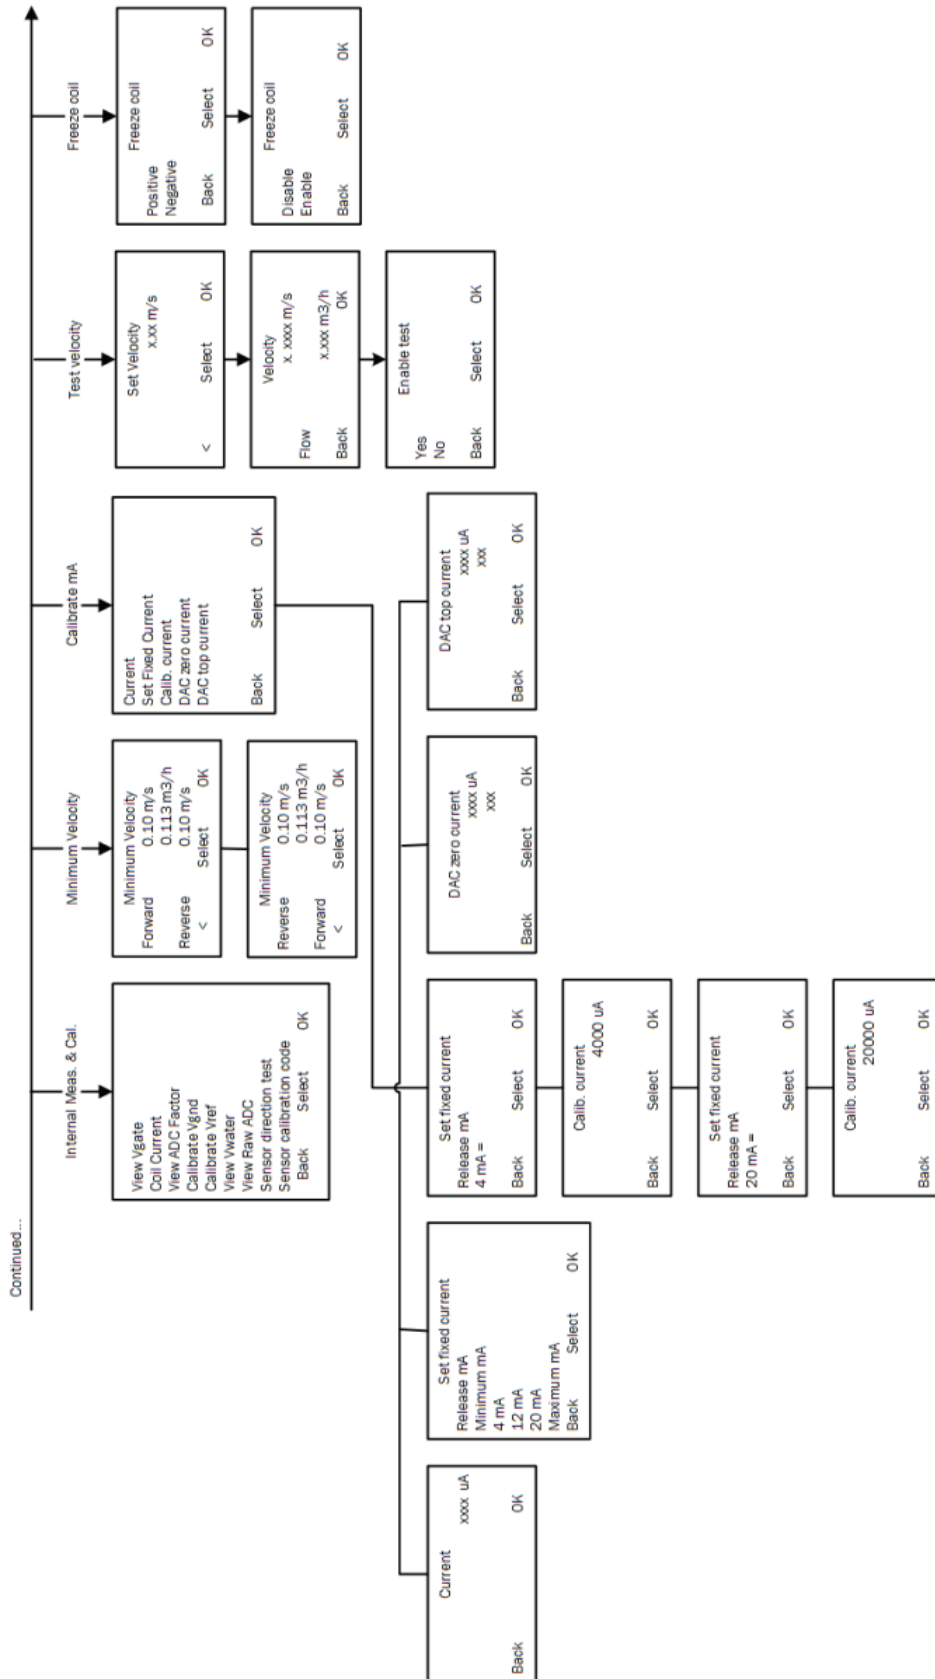 Continued...
Internal Meas. & Cal.
Minimum Velocity
Calibrate mA
Test velocity
Freeze coil
View Vgate
Coil Current
View ADC Factor
Calibrate Vgnd
Calibrate Vref
View Vwater
View Raw ADC
Sensor direction test
Sensor calibration code
Back Select OK
Minimum Velocity
Forward 0.10 m/s
0.113 m3/h
Reverse 0.10 m/s
< Select OK
Minimum Velocity
Reverse 0.10 m/s
0.113 m3/h
Forward 0.10 m/s
< Select OK
Current
Set Fixed Current
Calib. current
DAC zero current
DAC top current
Back Select OK
Set Velocity
x.xx m/s
< Select OK
Velocity
x. xxxx m/s
Flow x.xxx m3/h
Back OK
Enable test
Yes
No
Back Select OK
Freeze coil
Positive
Negative
Back Select OK
Freeze coil
Disable
Enable
Back Select OK
Current
xxxx uA
Back OK
Set fixed current
Release mA
Minimum mA
4 mA
12 mA
20 mA
Maximum mA
Back Select OK
Set fixed current
Release mA
4 mA =
Back Select OK
Calib. current
4000 uA
Back Select OK
Set fixed current
Release mA
20 mA =
Back Select OK
Calib. current
20000 uA
Back Select OK
DAC zero current
xxxx uA
xxx
Back Select OK
DAC top current
xxxx uA
xxx
Back Select OK